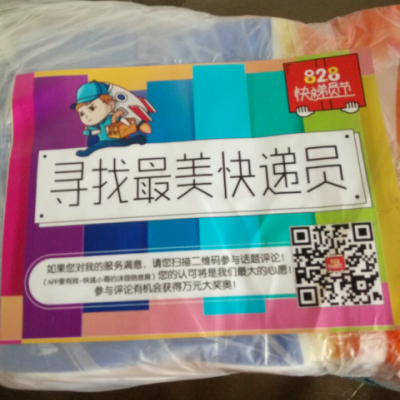 828
快递员节
寻找最美快递员
如果您对我的服务满意，请您扫描二维码参与话题评论！
您的认可将是我们最大的心愿！
参与评论有机会获得万元大奖奥！